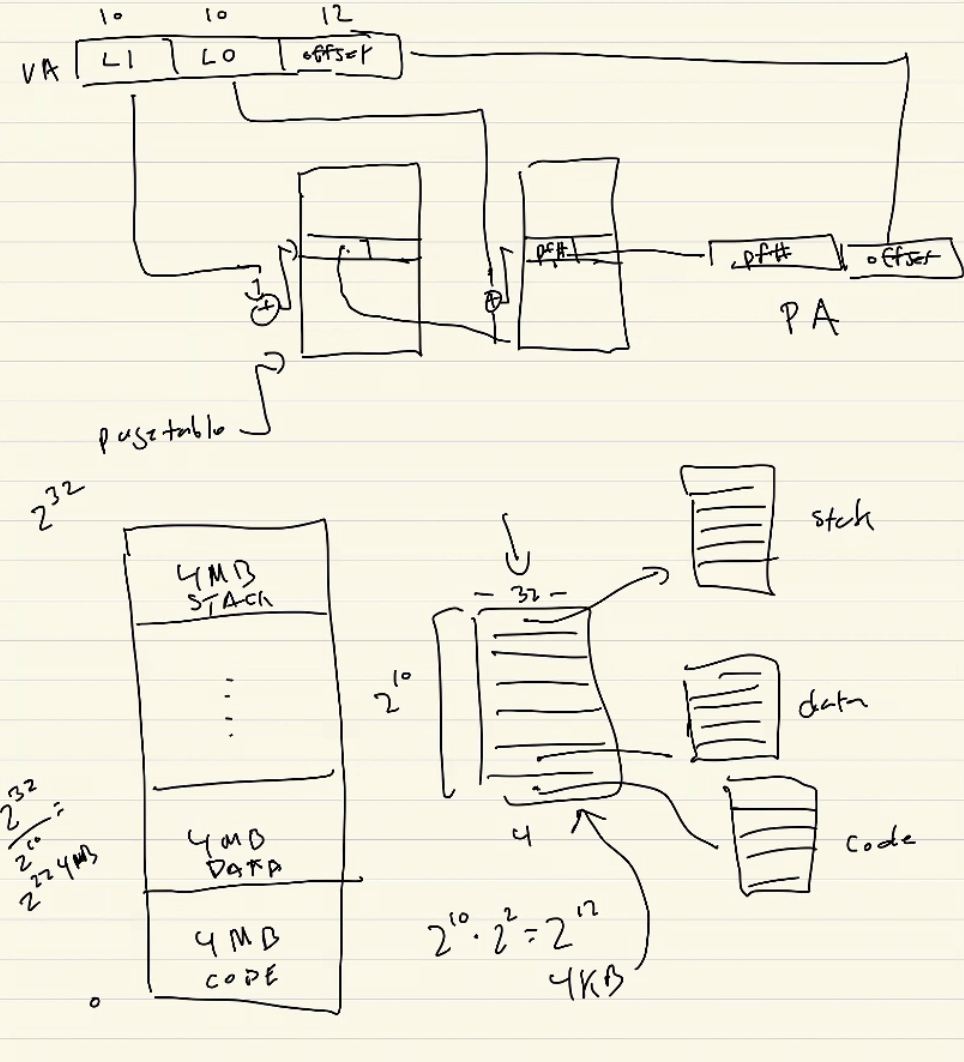 10 10 12
VA L1 L0 offset
pf# pf# offset
PA
pagetable
2^32
stack
4MB
STACK
- 32 -
2^10
data
2^32 / 2^10 =
2^22 4MB
4MB
DATA
4
code
2^10 · 2^2 = 2^12
4MB
CODE
4KB
0